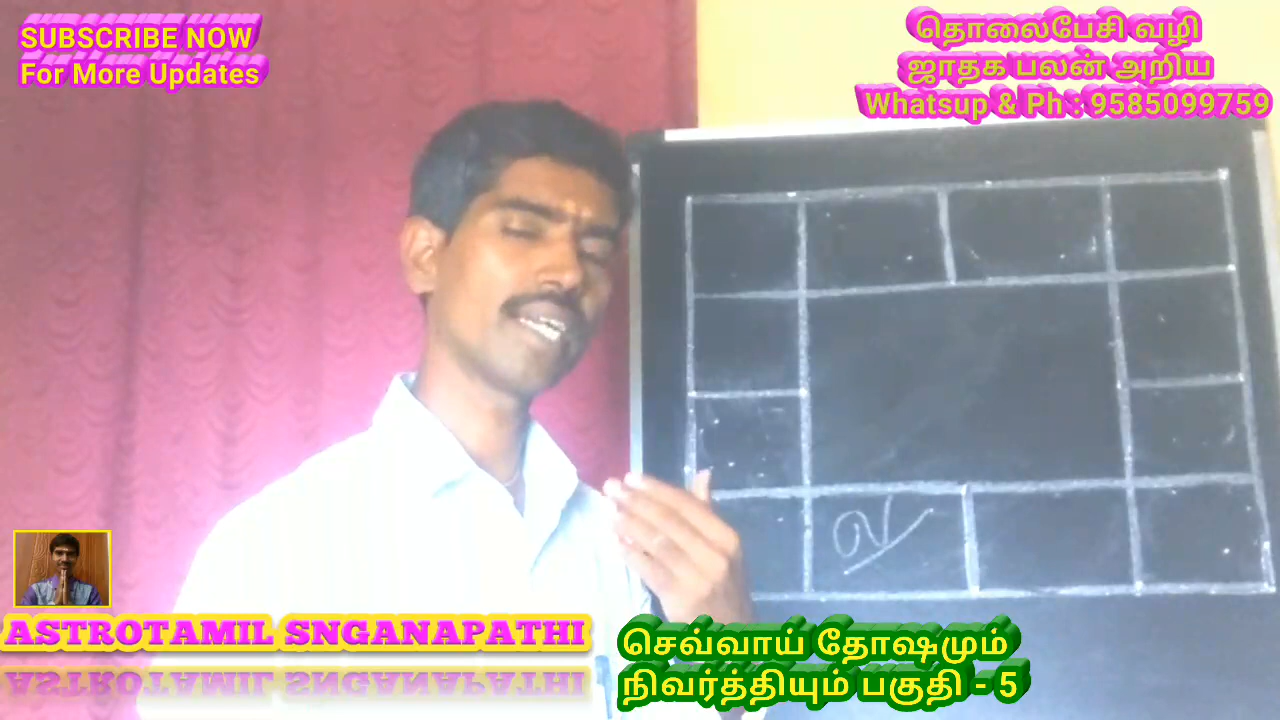 SUBSCRIBE NOW
For More Updates
தொலைபேசி வழி
ஜாதக பலன் அறிய
Whatsup & Ph : 9585099759
ல
ASTROTAMIL SNGANAPATHI
செவ்வாய் தோஷமும்
நிவர்த்தியும் பகுதி - 5